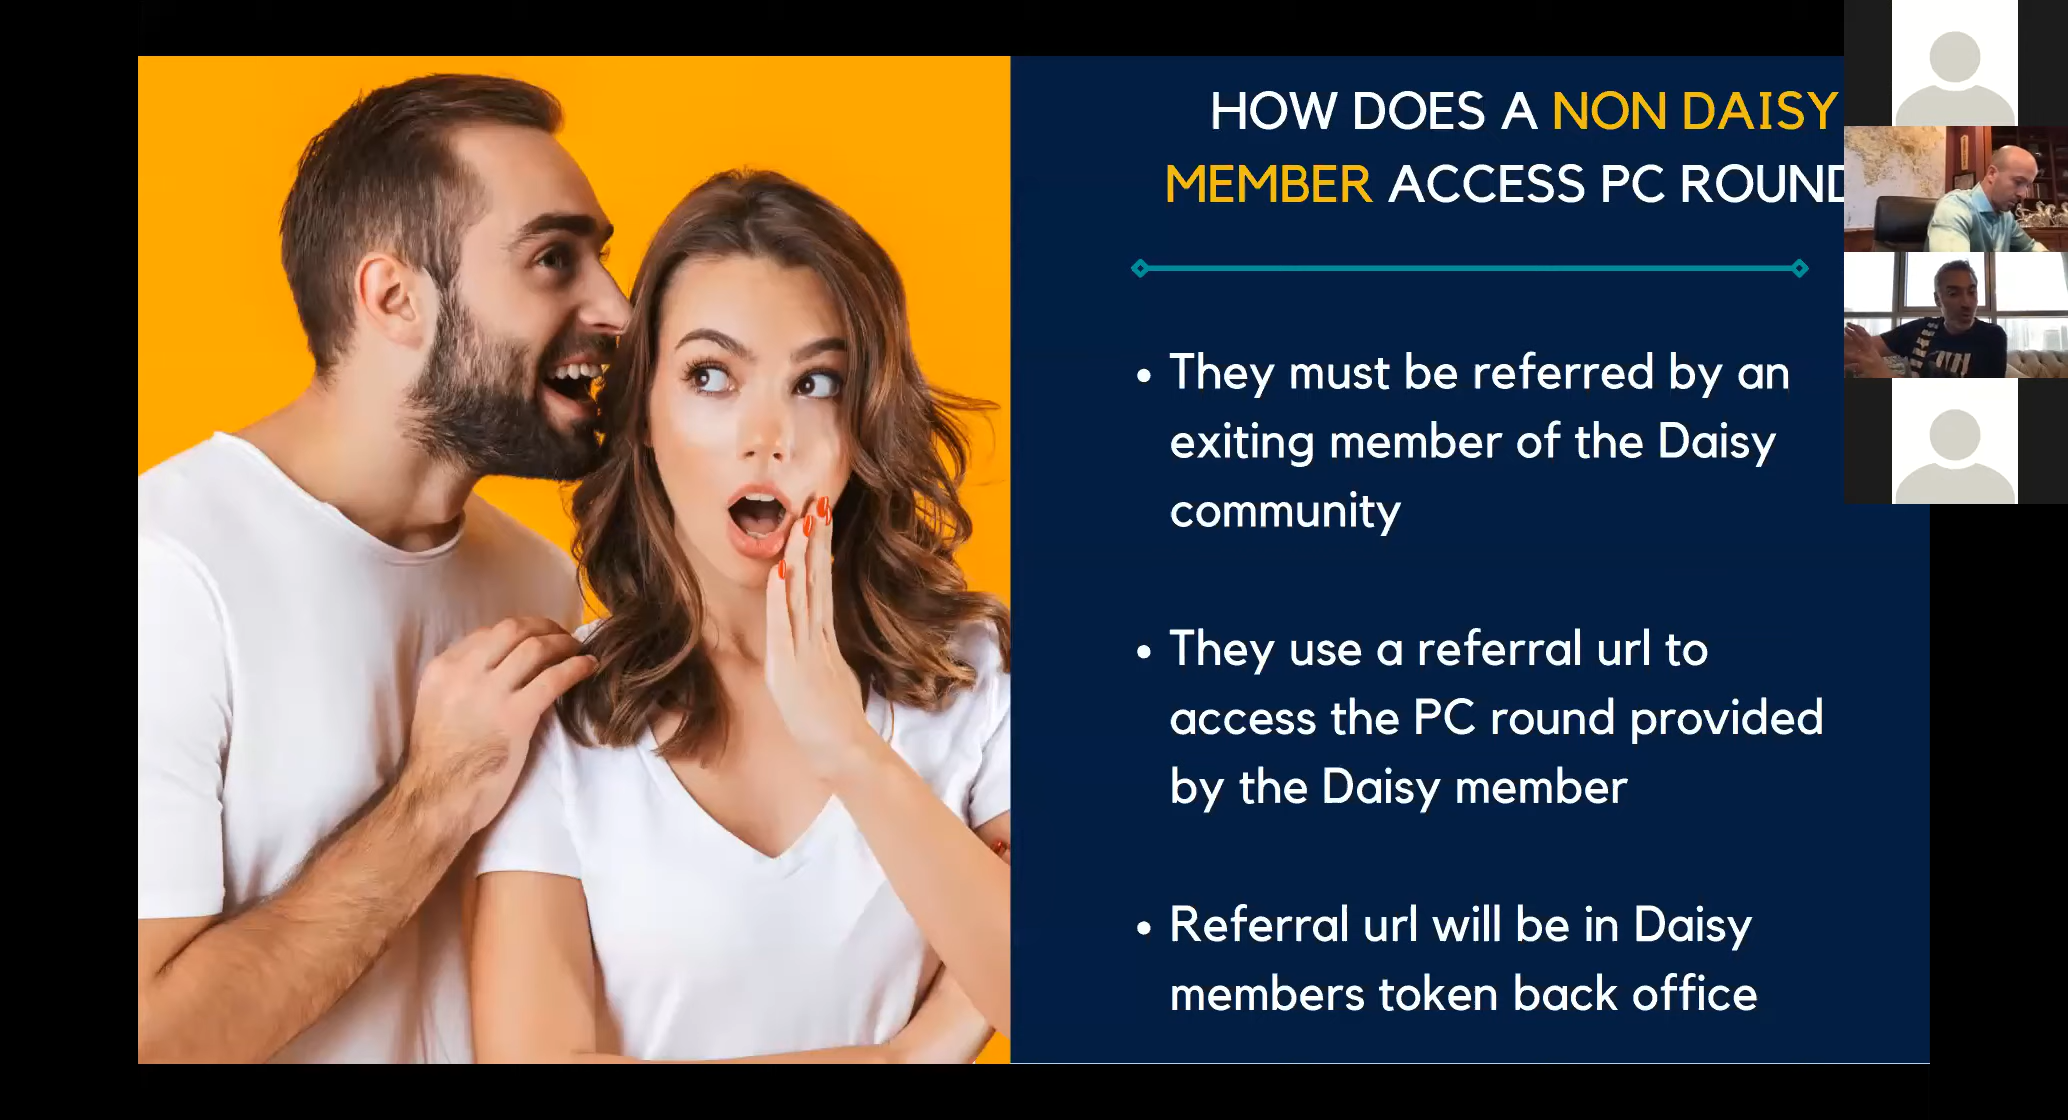 HOW DOES A NON DAISY
MEMBER ACCESS PC ROUND
• They must be referred by an
exiting member of the Daisy
community
• They use a referral url to
access the PC round provided
by the Daisy member
• Referral url will be in Daisy
members token back office